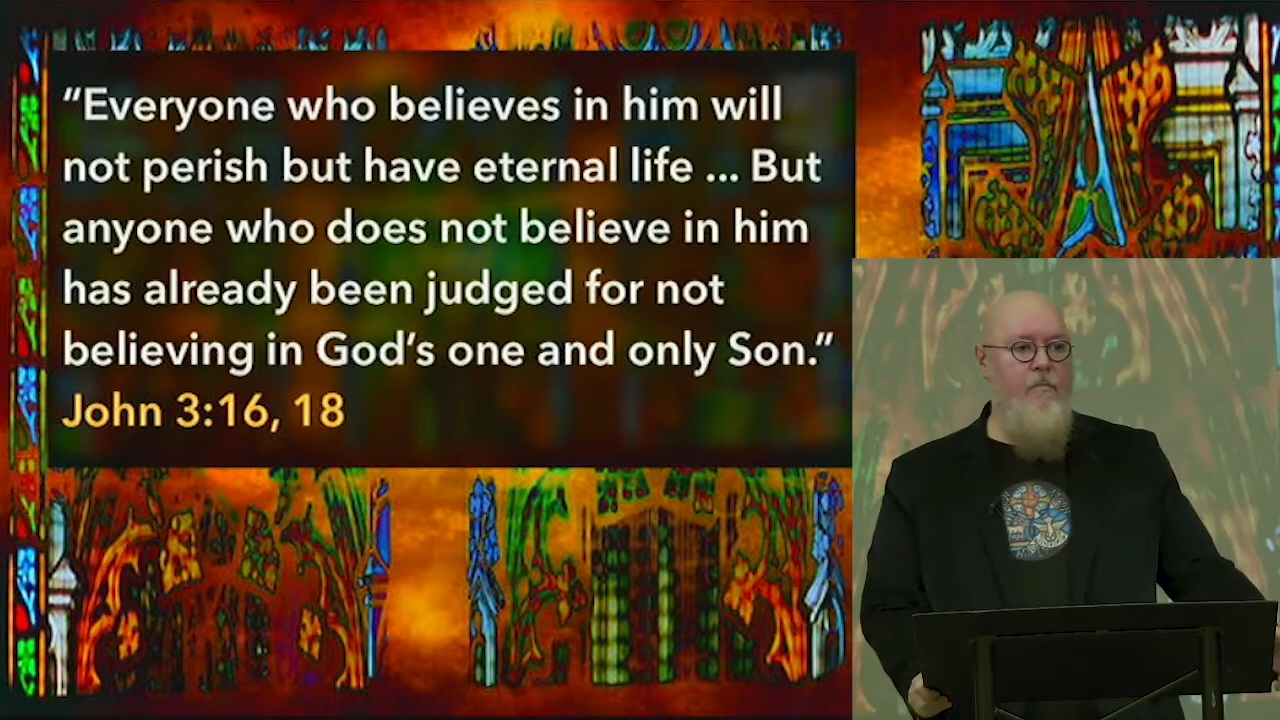 “Everyone who believes in him will
not perish but have eternal life ... But
anyone who does not believe in him
has already been judged for not
believing in God’s one and only Son.”
John 3:16, 18